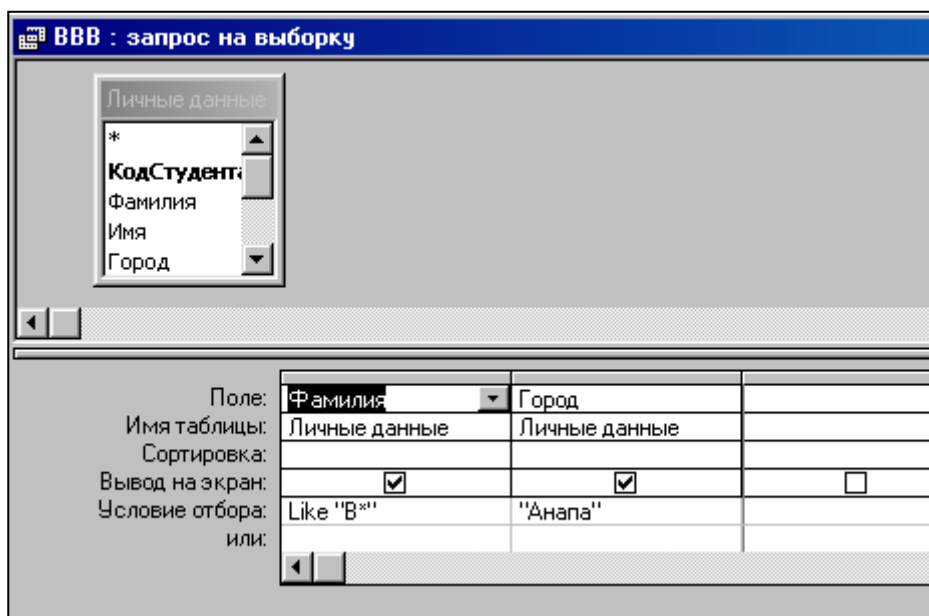 BBB : запрос на выборку
Личные данные
*
КодСтудента
Фамилия
Имя
Город
Поле: Фамилия Город
Имя таблицы: Личные данные Личные данные
Сортировка:
Вывод на экран:
Условие отбора: Like "В*" "Анапа"
или: